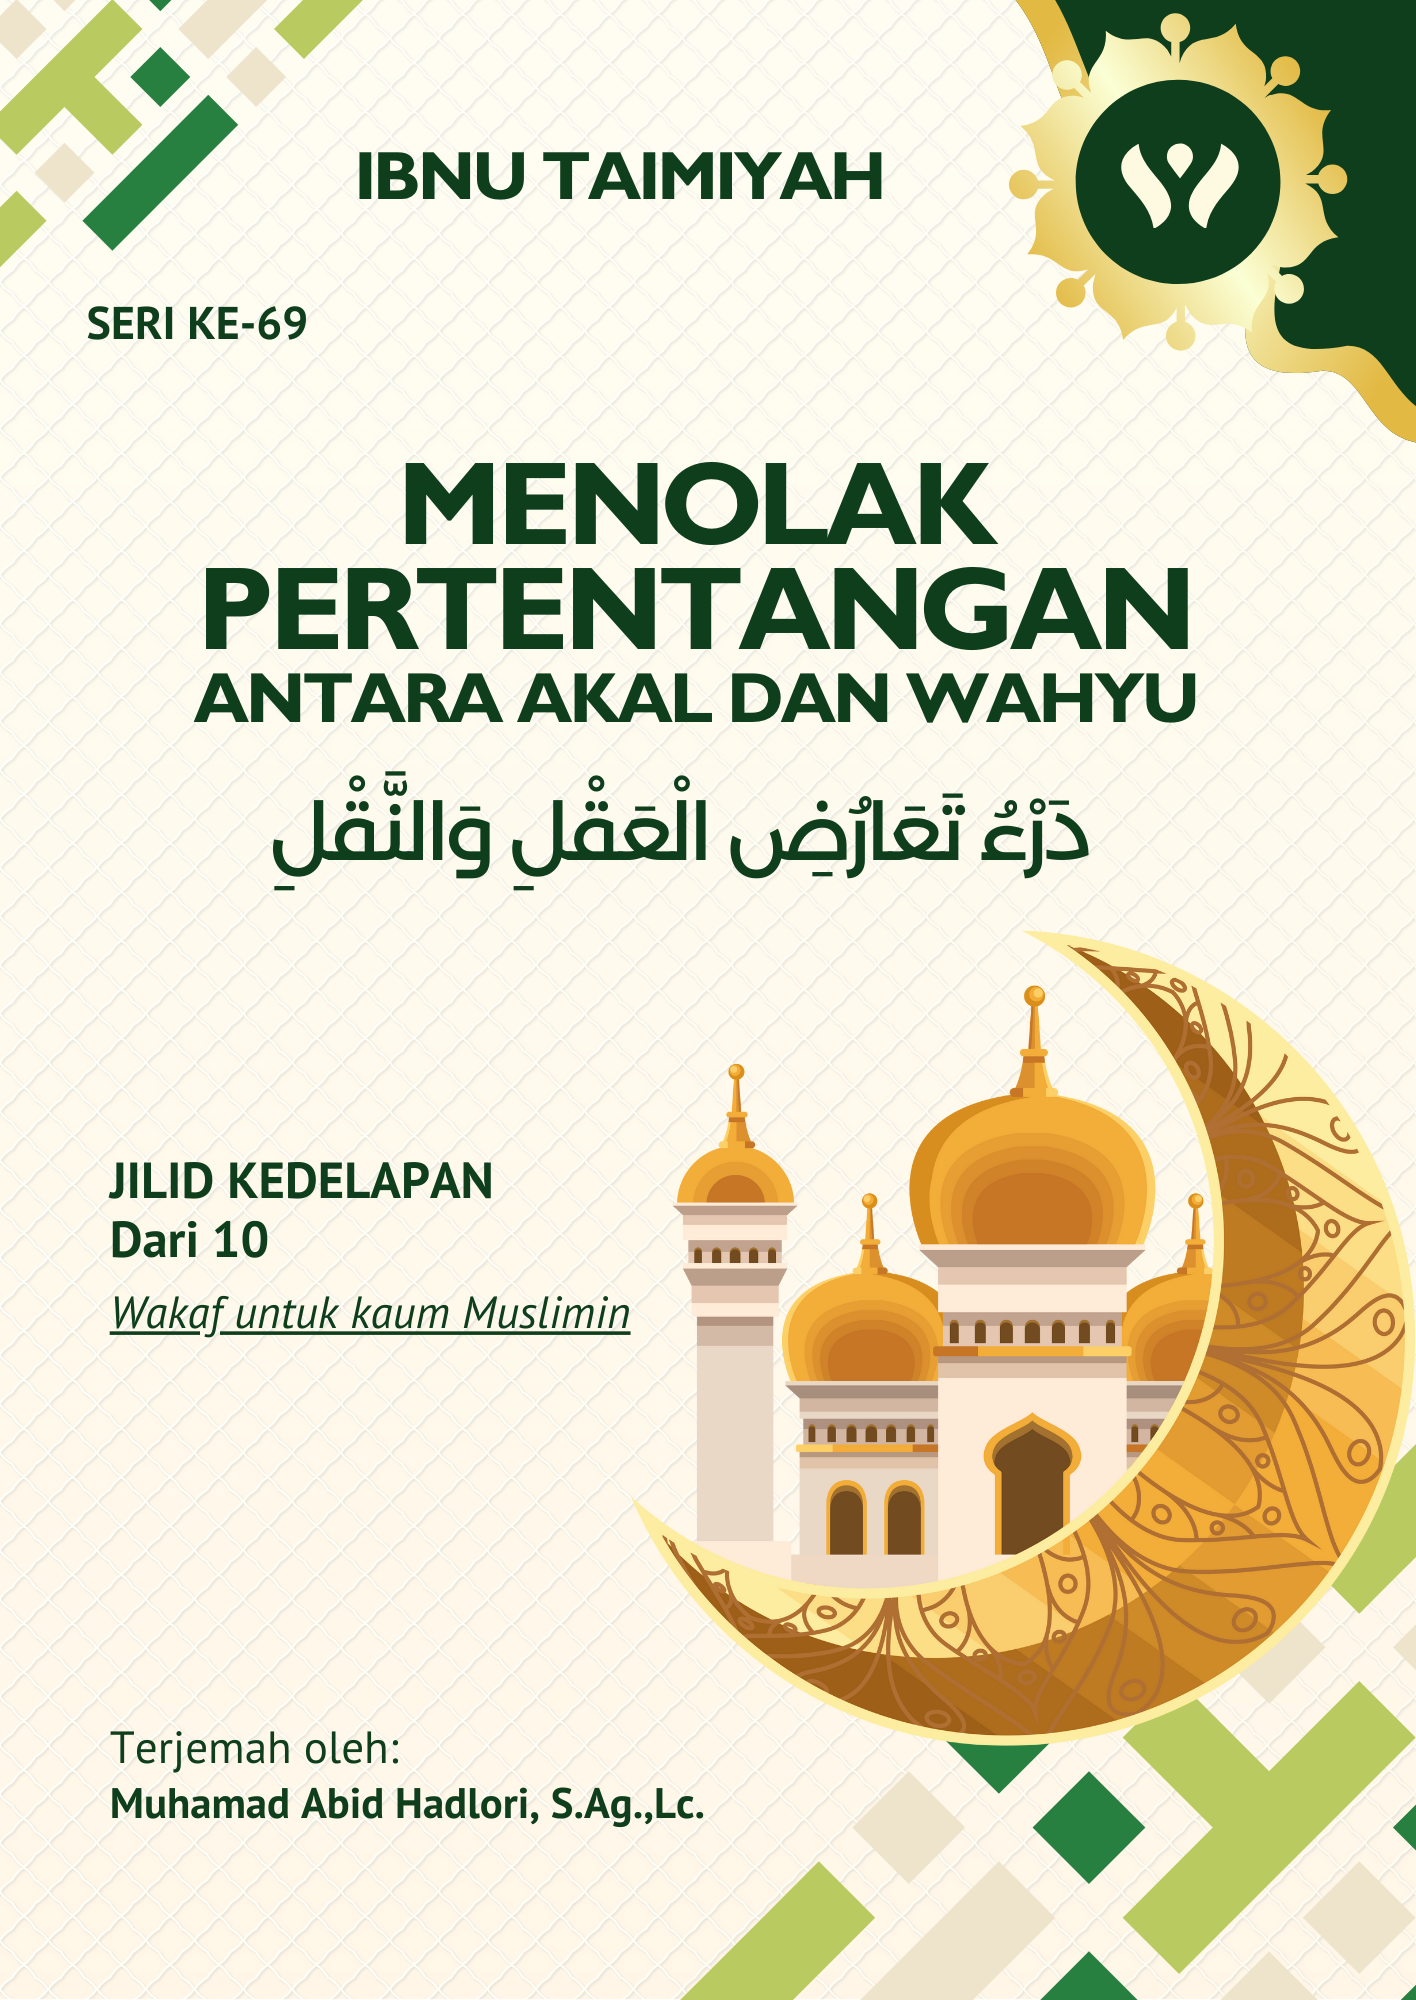 IBNU TAIMIYAH
SERI KE-69
MENOLAK
PERTENTANGAN
ANTARA AKAL DAN WAHYU
دَرْءُ تَعَارُضِ الْعَقْلِ وَالنَّقْلِ
JILID KEDELAPAN
Dari 10
Wakaf untuk kaum Muslimin
Terjemah oleh:
Muhamad Abid Hadlori, S.Ag.,Lc.